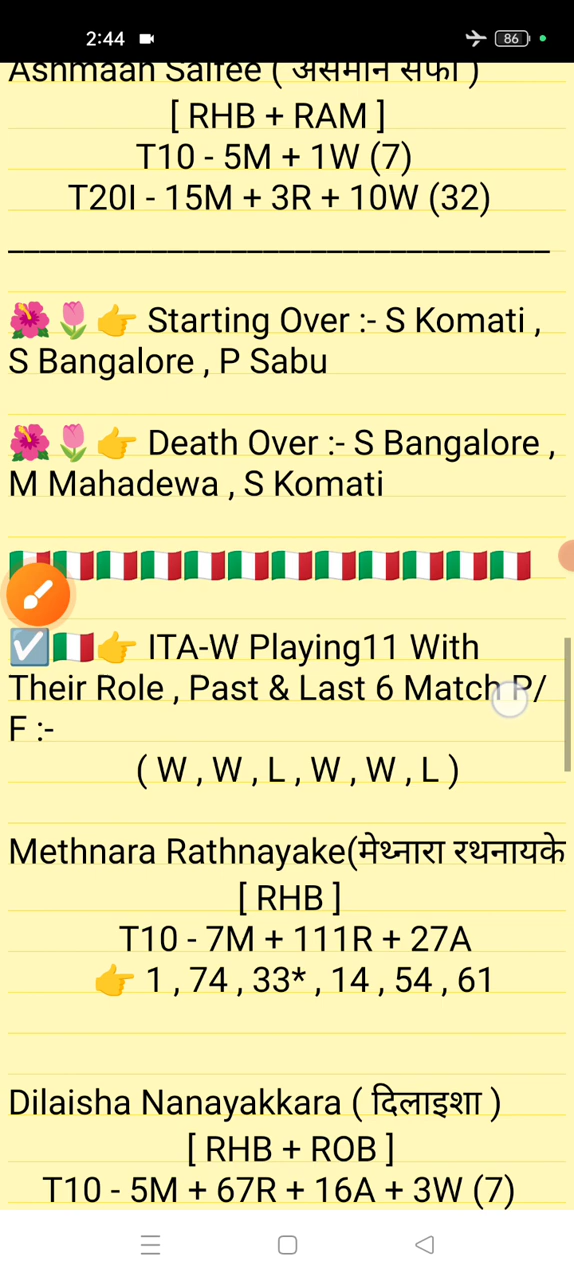 2:44
86
Ashmaan Saifee ( असमान सैफी )
[ RHB + RAM ]
T10 - 5M + 1W (7)
T20I - 15M + 3R + 10W (32)
🌺🌷👉 Starting Over :- S Komati ,
S Bangalore , P Sabu
🌺🌷👉 Death Over :- S Bangalore ,
M Mahadewa , S Komati
🇮🇹🇮🇹🇮🇹🇮🇹🇮🇹🇮🇹🇮🇹🇮🇹🇮🇹🇮🇹🇮🇹🇮🇹
☑️🇮🇹👉 ITA-W Playing11 With
Their Role , Past & Last 6 Match P/
F :-
( W , W , L , W , W , L )
Methnara Rathnayake(मेथ्नारा रथनायके
[ RHB ]
T10 - 7M + 111R + 27A
👉 1 , 74 , 33* , 14 , 54 , 61
Dilaisha Nanayakkara ( दिलाइशा )
[ RHB + ROB ]
T10 - 5M + 67R + 16A + 3W (7)